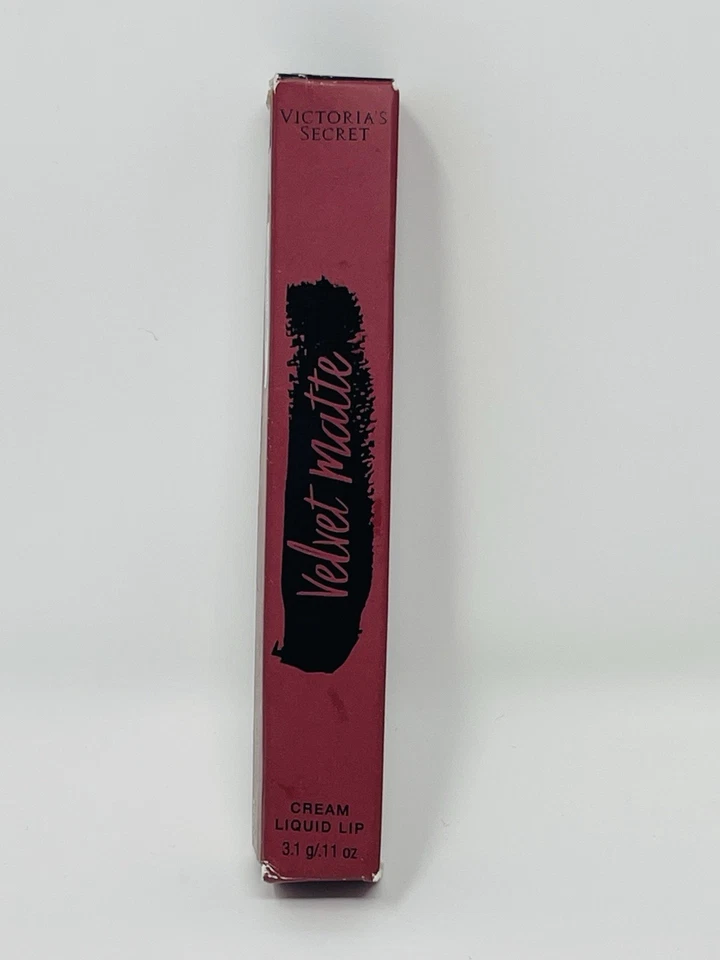 VICTORIA'S
SECRET
Velvet matte
CREAM
LIQUID LIP
3.1 g/.11 oz